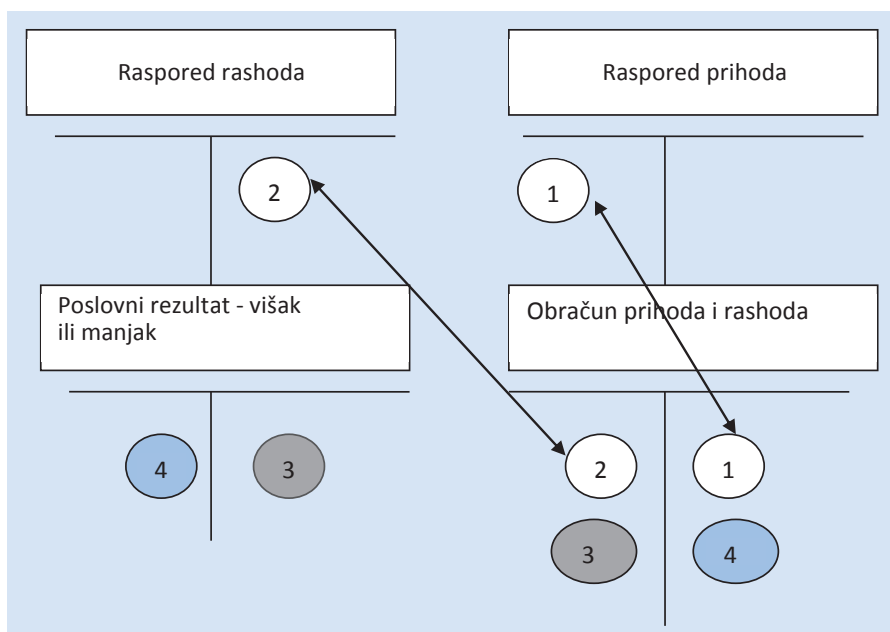 Raspored rashoda
Raspored prihoda
2
1
Poslovni rezultat - višak
ili manjak
Obračun prihoda i rashoda
4
3
2
1
3
4